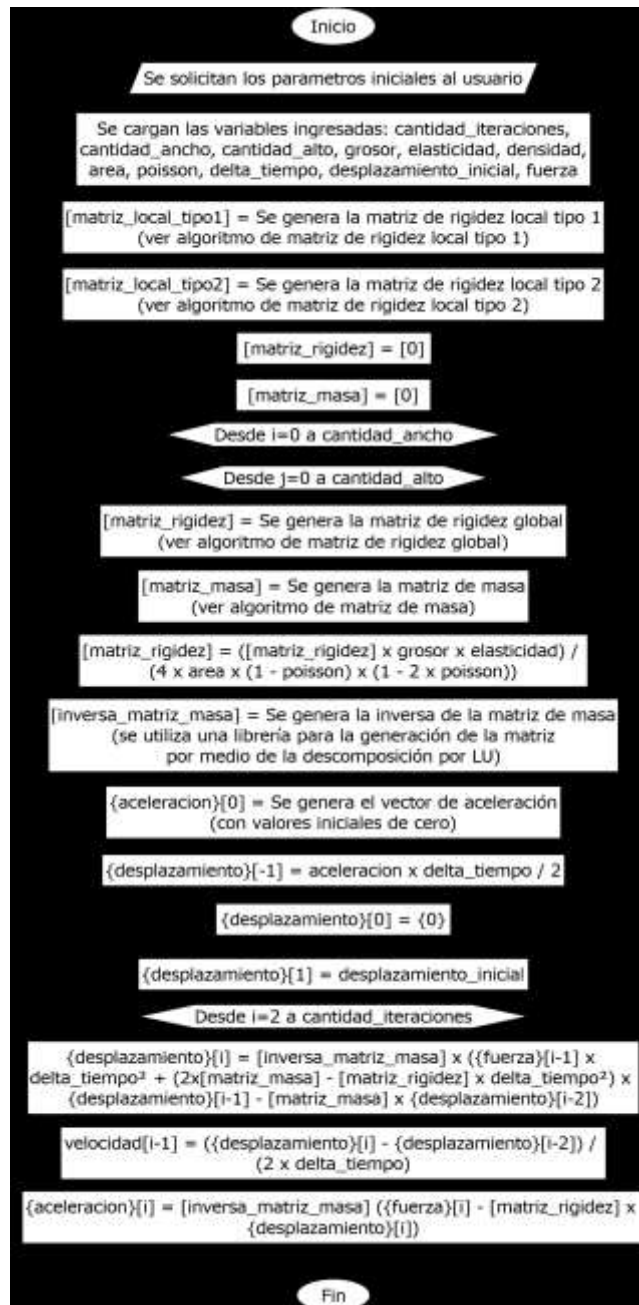 Inicio
Se solicitan los parametros iniciales al usuario
Se cargan las variables ingresadas: cantidad_iteraciones,
cantidad_ancho, cantidad_alto, grosor, elasticidad, densidad,
area, poisson, delta_tiempo, desplazamiento_inicial, fuerza
[matriz_local_tipo1] = Se genera la matriz de rigidez local tipo 1
(ver algoritmo de matriz de rigidez local tipo 1)
[matriz_local_tipo2] = Se genera la matriz de rigidez local tipo 2
(ver algoritmo de matriz de rigidez local tipo 2)
[matriz_rigidez] = [0]
[matriz_masa] = [0]
Desde i=0 a cantidad_ancho
Desde j=0 a cantidad_alto
[matriz_rigidez] = Se genera la matriz de rigidez global
(ver algoritmo de matriz de rigidez global)
[matriz_masa] = Se genera la matriz de masa
(ver algoritmo de matriz de masa)
[matriz_rigidez] = ([matriz_rigidez] x grosor x elasticidad) /
(4 x area x (1 - poisson) x (1 - 2 x poisson))
[inversa_matriz_masa] = Se genera la inversa de la matriz de masa
(se utiliza una librería para la generación de la matriz
por medio de la descomposición por LU)
{aceleracion}[0] = Se genera el vector de aceleración
(con valores iniciales de cero)
{desplazamiento}[-1] = aceleracion x delta_tiempo / 2
{desplazamiento}[0] = {0}
{desplazamiento}[1] = desplazamiento_inicial
Desde i=2 a cantidad_iteraciones
{desplazamiento}[i] = [inversa_matriz_masa] x ({fuerza}[i-1] x
delta_tiempo² + (2x[matriz_masa] - [matriz_rigidez] x delta_tiempo²) x
{desplazamiento}[i-1] - [matriz_masa] x {desplazamiento}[i-2])
velocidad[i-1] = ({desplazamiento}[i] - {desplazamiento}[i-2]) /
(2 x delta_tiempo)
{aceleracion}[i] = [inversa_matriz_masa] ({fuerza}[i] - [matriz_rigidez] x
{desplazamiento}[i])
Fin